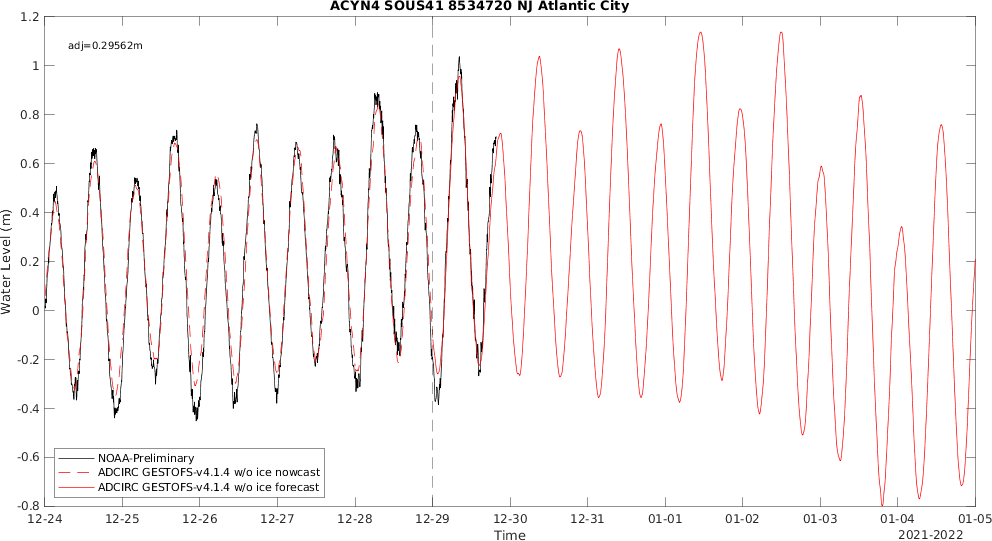 ACYN4 SOUS41 8534720 NJ Atlantic City
adj=0.29562m
1.2
1
0.8
0.6
0.4
0.2
0
-0.2
-0.4
-0.6
-0.8
Water Level (m)
NOAA-Preliminary
ADCIRC GESTOFS-v4.1.4 w/o ice nowcast
ADCIRC GESTOFS-v4.1.4 w/o ice forecast
12-24 12-25 12-26 12-27 12-28 12-29 12-30 12-31 01-01 01-02 01-03 01-04 01-05
Time
2021-2022